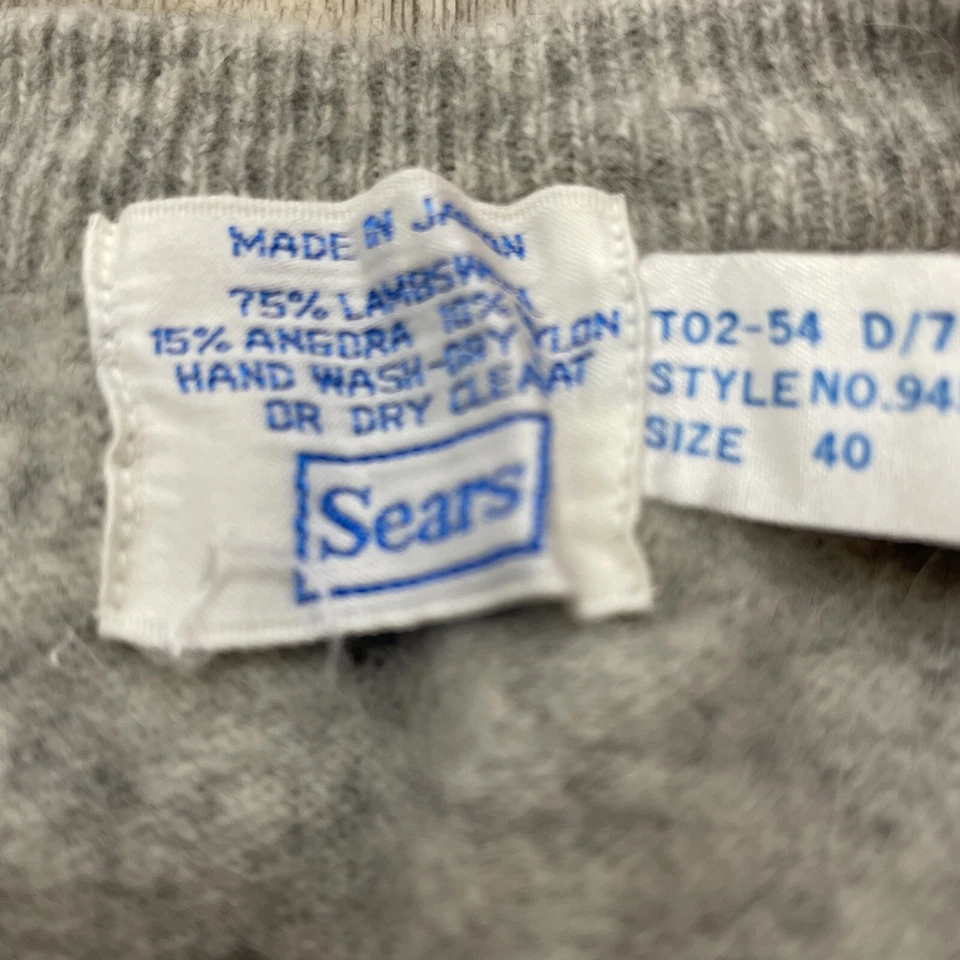 MADE IN JAPAN
75% LAMBSWOOL
15% ANGORA 10% NYLON
HAND WASH-DRY FLAT
OR DRY CLEAN
Sears
T02-54 D/7
STYLE NO.94
SIZE 40